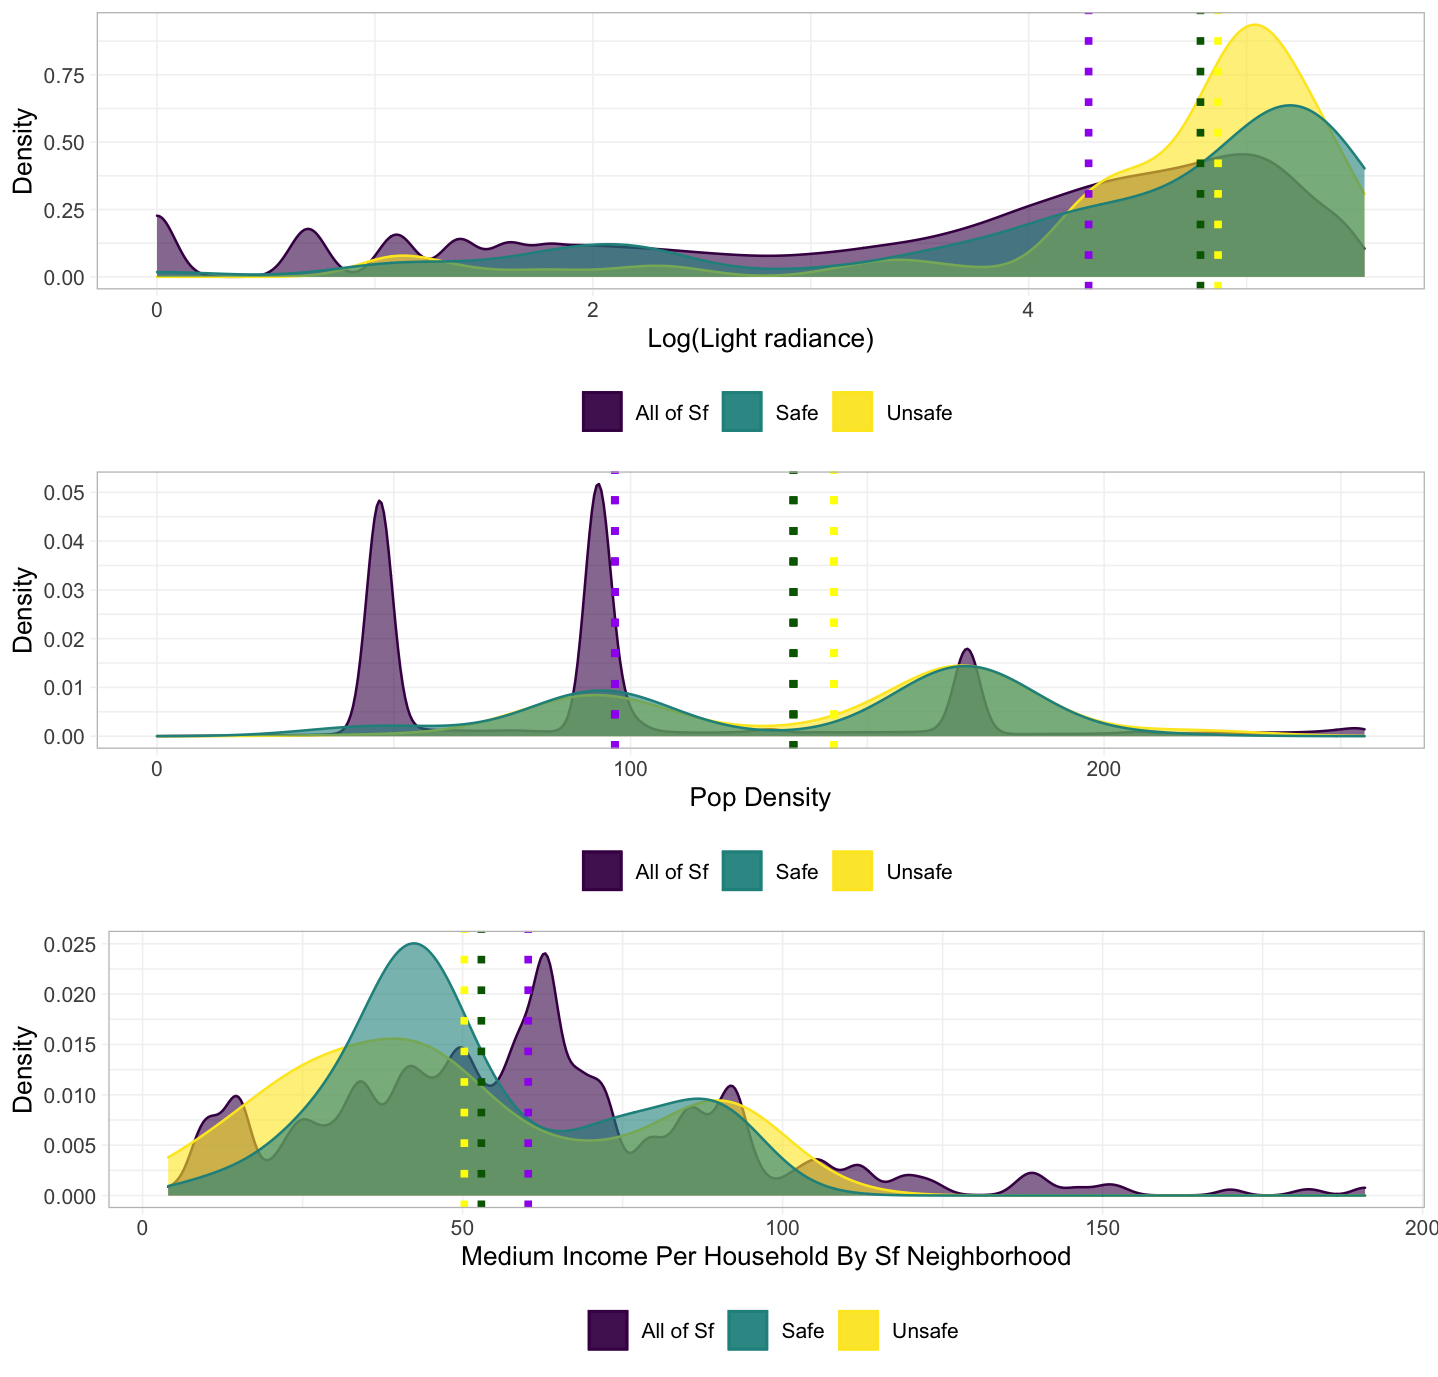 Density
0.75
0.50
0.25
0.00
0 2 4
Log(Light radiance)
All of Sf Safe Unsafe
Density
0.05
0.04
0.03
0.02
0.01
0.00
0 100 200
Pop Density
All of Sf Safe Unsafe
Density
0.025
0.020
0.015
0.010
0.005
0.000
0 50 100 150 200
Medium Income Per Household By Sf Neighborhood
All of Sf Safe Unsafe